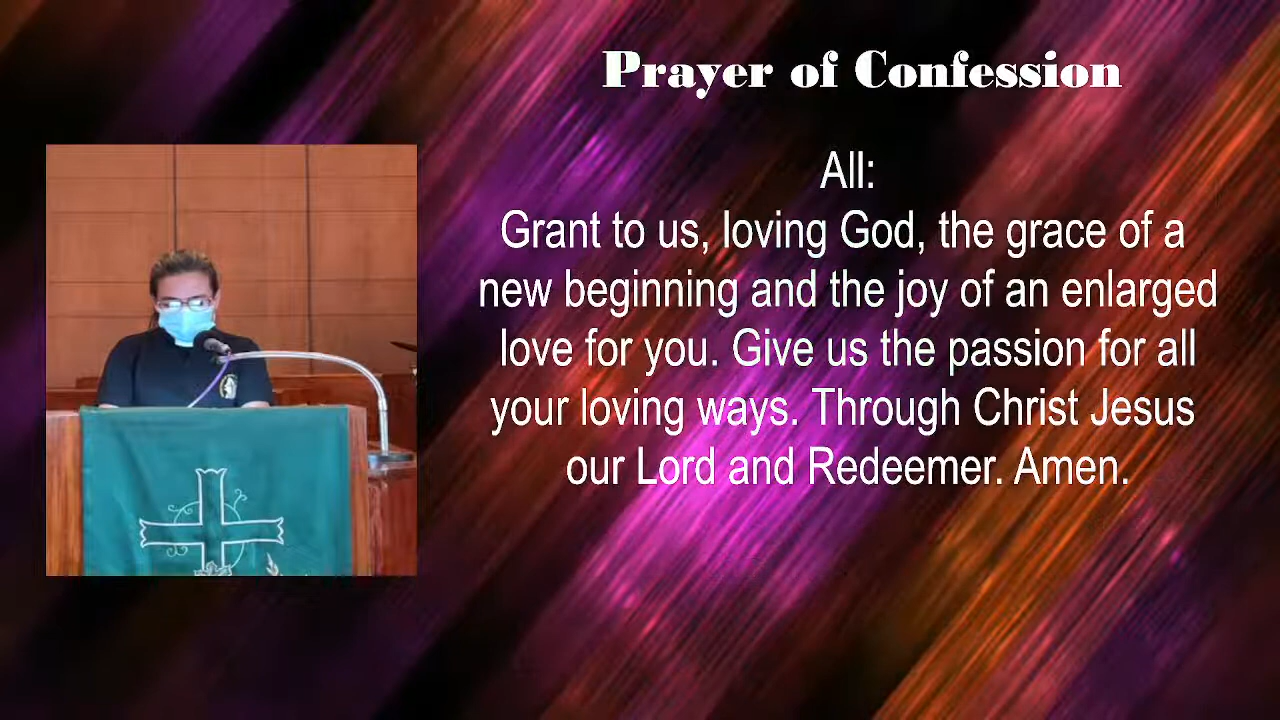 Prayer of Confession
All:
Grant to us, loving God, the grace of a
new beginning and the joy of an enlarged
love for you. Give us the passion for all
your loving ways. Through Christ Jesus
our Lord and Redeemer. Amen.